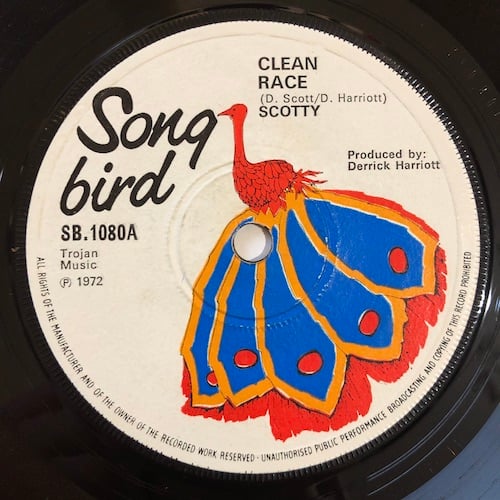 CLEAN
RACE
(D. Scott/D. Harriott)
SCOTTY
Song
bird
Produced by:
Derrick Harriott
SB.1080A
Trojan
Music
Ⓟ 1972
ALL RIGHTS OF THE MANUFACTURER AND OF THE OWNER OF THE RECORDED WORK RESERVED · UNAUTHORISED PUBLIC PERFORMANCE BROADCASTING AND COPYING OF THIS RECORD PROHIBITED